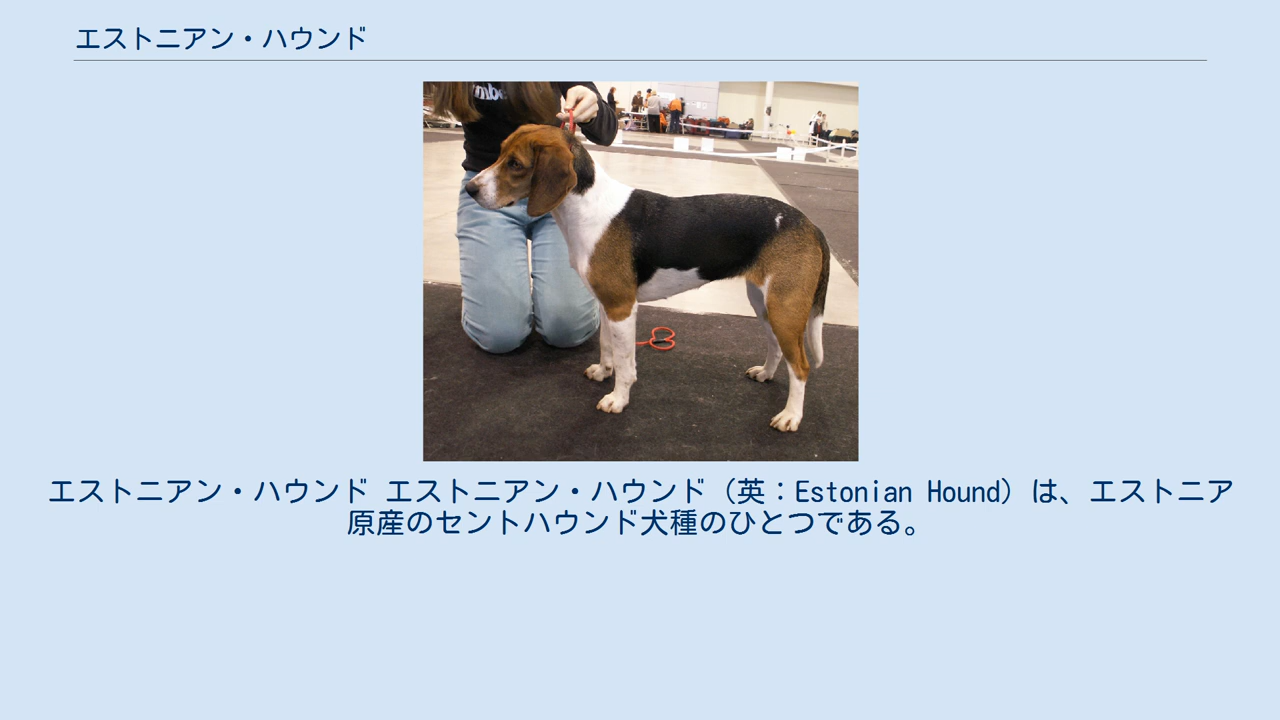 エストニアン・ハウンド
エストニアン・ハウンド エストニアン・ハウンド（英：Estonian Hound）は、エストニア
原産のセントハウンド犬種のひとつである。